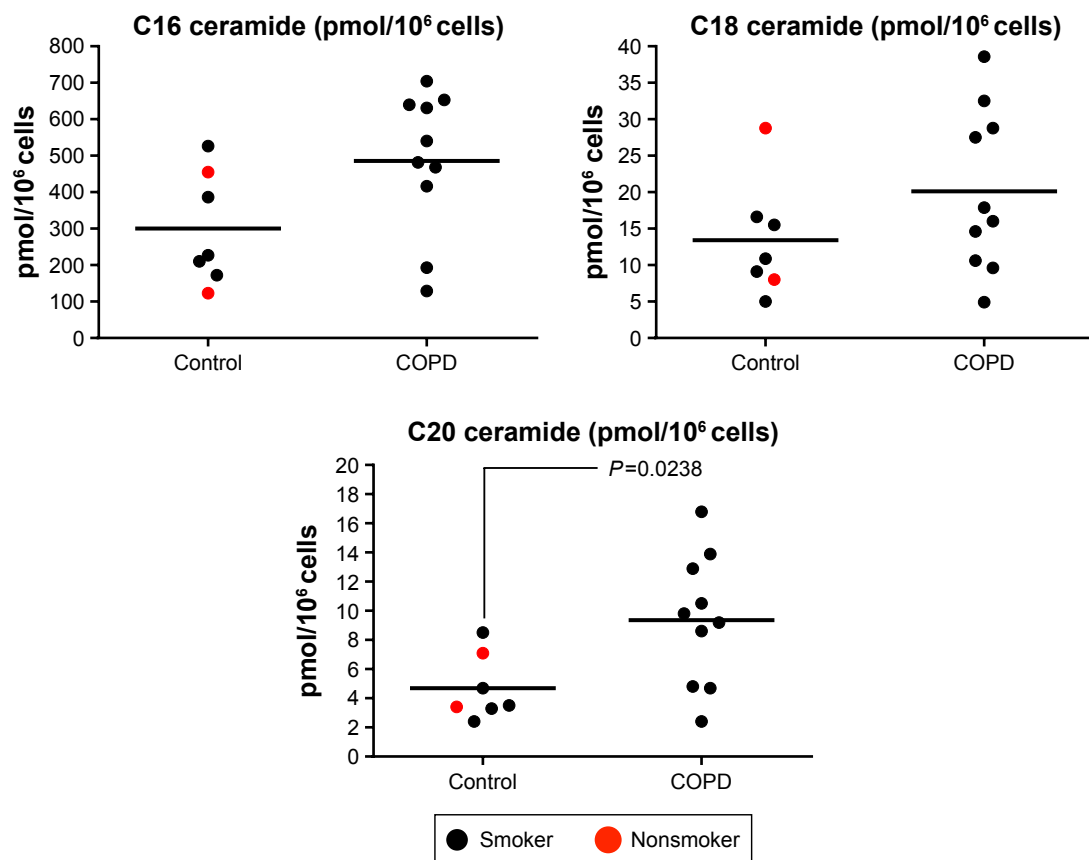 C16 ceramide (pmol/10⁶ cells)
pmol/10⁶ cells
800
700
600
500
400
300
200
100
0
Control
COPD
C18 ceramide (pmol/10⁶ cells)
pmol/10⁶ cells
40
35
30
25
20
15
10
5
0
Control
COPD
C20 ceramide (pmol/10⁶ cells)
pmol/10⁶ cells
20
18
16
14
12
10
8
6
4
2
0
P=0.0238
Control
COPD
Smoker
Nonsmoker